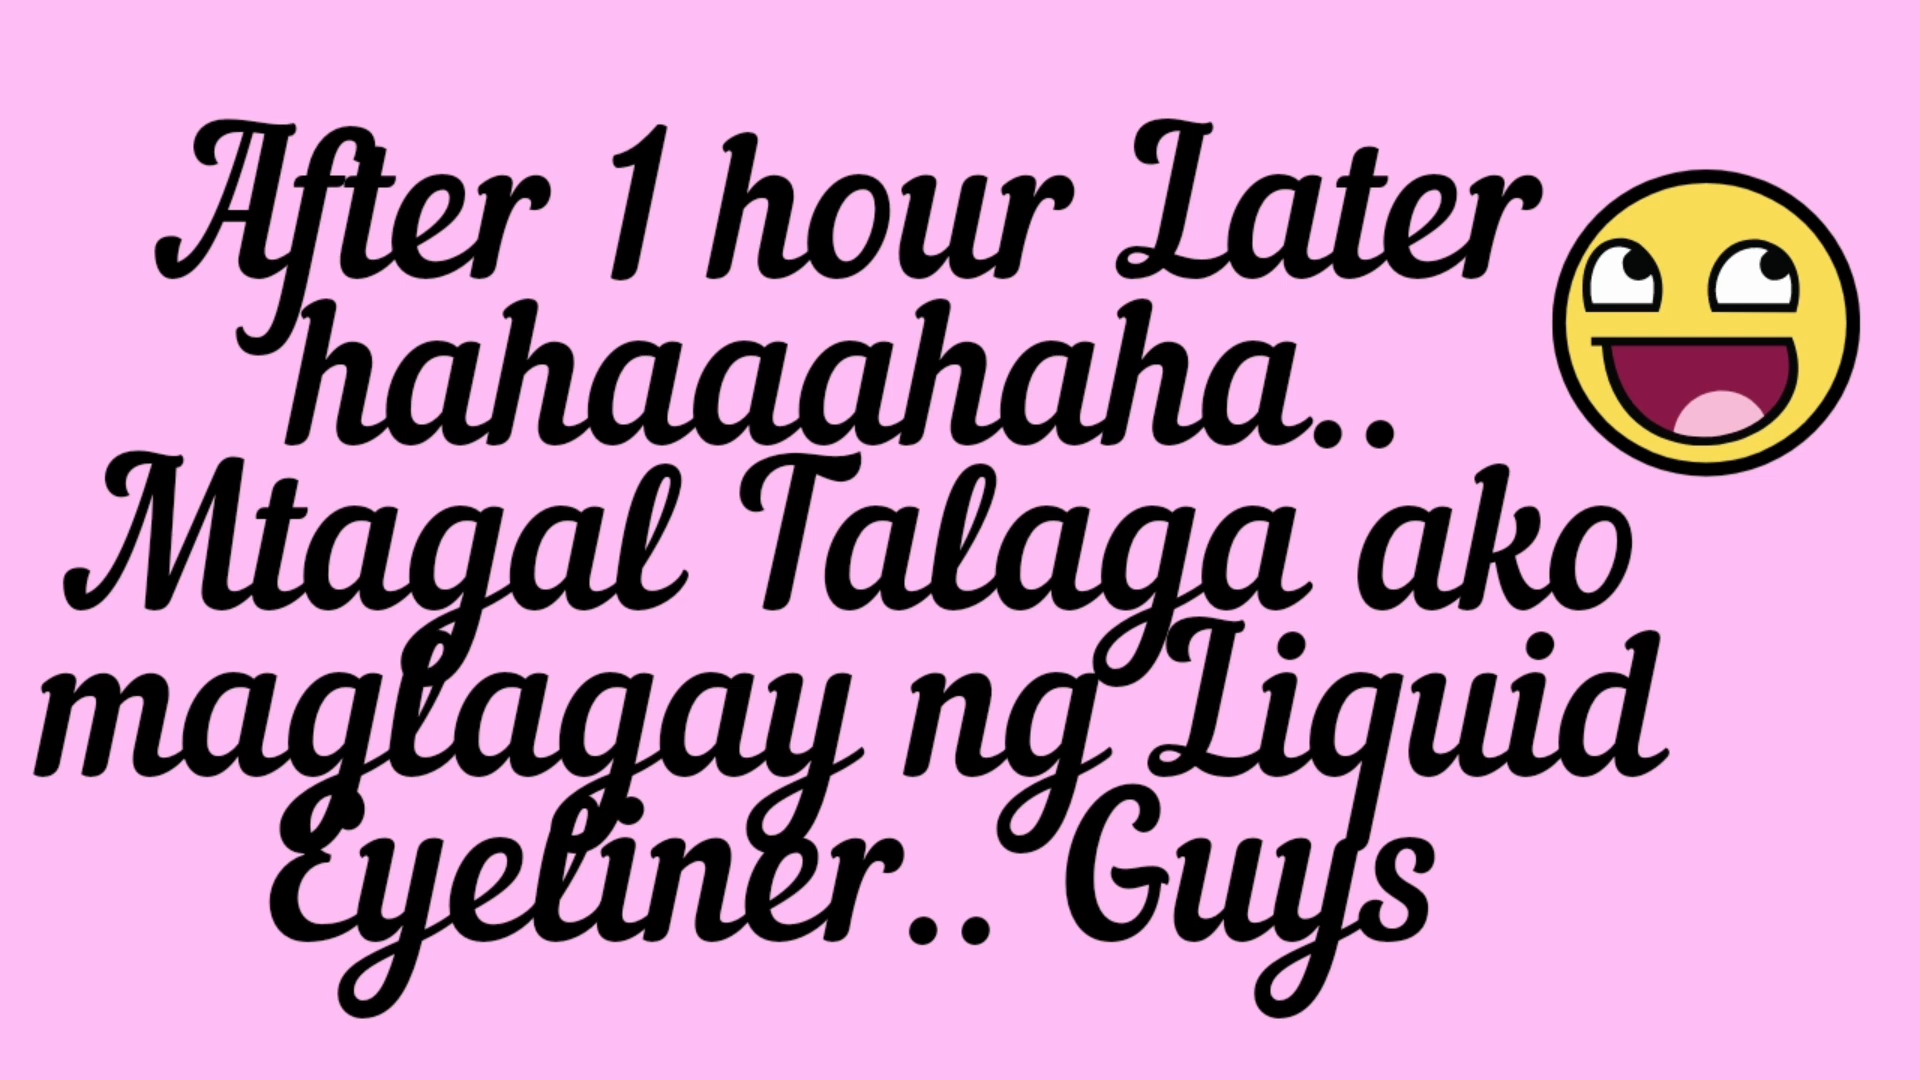 After 1 hour Later
hahaaahaha..
Mtagal Talaga ako
maglagay ng Liquid
Eyeliner.. Guys